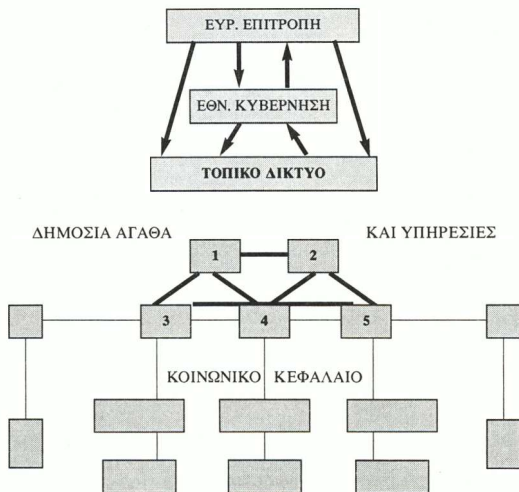 ΕΥΡ. ΕΠΙΤΡΟΠΗ
ΕΘΝ. ΚΥΒΕΡΝΗΣΗ
ΤΟΠΙΚΟ ΔΙΚΤΥΟ
ΔΗΜΟΣΙΑ ΑΓΑΘΑ ΚΑΙ ΥΠΗΡΕΣΙΕΣ
1 2
3 4 5
ΚΟΙΝΩΝΙΚΟ ΚΕΦΑΛΑΙΟ